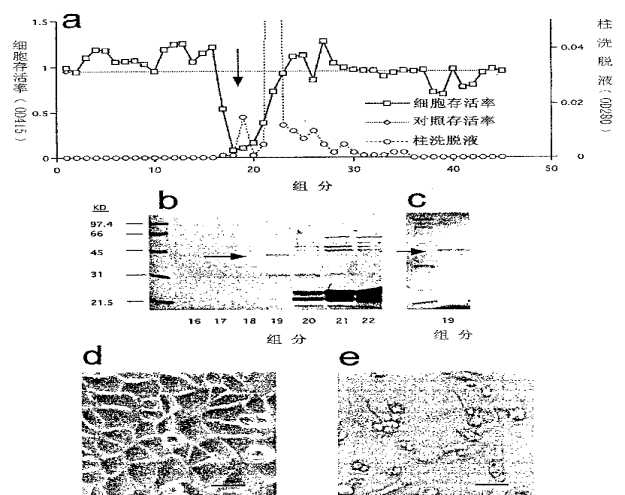 a
1.5
1
0.5
0
细胞存活率(OD415)
0.04
0.02
0
柱洗脱液(OD280)
细胞存活率
对照存活率
柱洗脱液
0 10 20 30 40 50
组分
b
c
KD
97.4
66
45
31
21.5
16 17 18 19 20 21 22
组分
19
组分
d
e